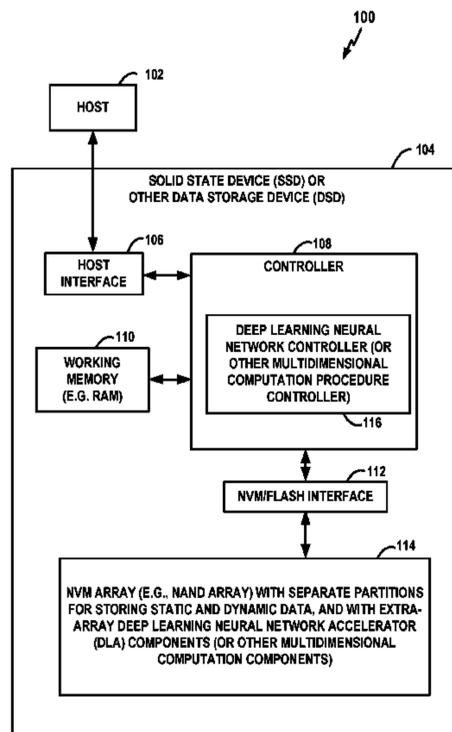 100
102
HOST
104
SOLID STATE DEVICE (SSD) OR
OTHER DATA STORAGE DEVICE (DSD)
106
HOST
INTERFACE
108
CONTROLLER
110
WORKING
MEMORY
(E.G. RAM)
DEEP LEARNING NEURAL
NETWORK CONTROLLER (OR
OTHER MULTIDIMENSIONAL
COMPUTATION PROCEDURE
CONTROLLER)
116
112
NVM/FLASH INTERFACE
114
NVM ARRAY (E.G., NAND ARRAY) WITH SEPARATE PARTITIONS
FOR STORING STATIC AND DYNAMIC DATA, AND WITH EXTRA-
ARRAY DEEP LEARNING NEURAL NETWORK ACCELERATOR
(DLA) COMPONENTS (OR OTHER MULTIDIMENSIONAL
COMPUTATION COMPONENTS)